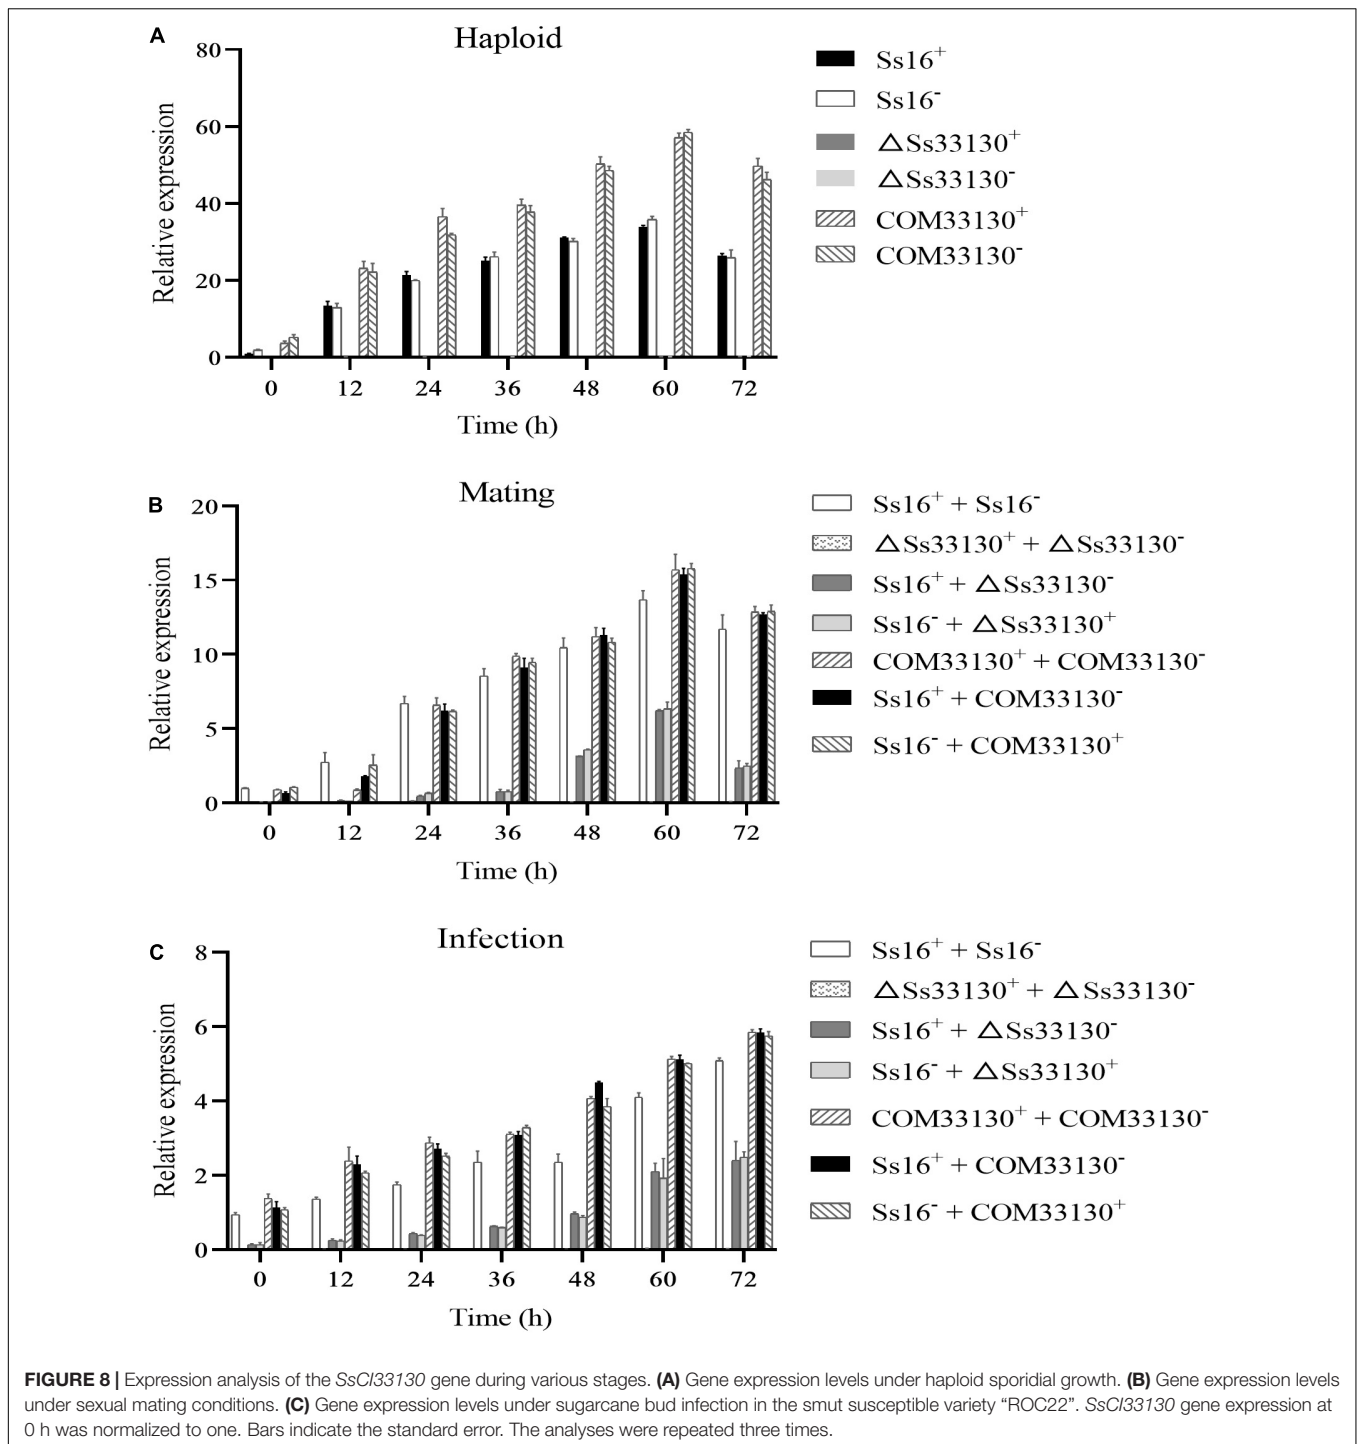 A
Haploid
80
60
40
20
0
Relative expression
0 12 24 36 48 60 72
Time (h)
Ss16⁺
Ss16⁻
△Ss33130⁺
△Ss33130⁻
COM33130⁺
COM33130⁻
B
Mating
20
15
10
5
0
Relative expression
0 12 24 36 48 60 72
Time (h)
Ss16⁺ + Ss16⁻
△Ss33130⁺ + △Ss33130⁻
Ss16⁺ + △Ss33130⁻
Ss16⁻ + △Ss33130⁺
COM33130⁺ + COM33130⁻
Ss16⁺ + COM33130⁻
Ss16⁻ + COM33130⁺
C
Infection
8
6
4
2
0
Relative expression
0 12 24 36 48 60 72
Time (h)
Ss16⁺ + Ss16⁻
△Ss33130⁺ + △Ss33130⁻
Ss16⁺ + △Ss33130⁻
Ss16⁻ + △Ss33130⁺
COM33130⁺ + COM33130⁻
Ss16⁺ + COM33130⁻
Ss16⁻ + COM33130⁺
FIGURE 8 | Expression analysis of the SsCI33130 gene during various stages. (A) Gene expression levels under haploid sporidial growth. (B) Gene expression levels
under sexual mating conditions. (C) Gene expression levels under sugarcane bud infection in the smut susceptible variety “ROC22”. SsCI33130 gene expression at
0 h was normalized to one. Bars indicate the standard error. The analyses were repeated three times.